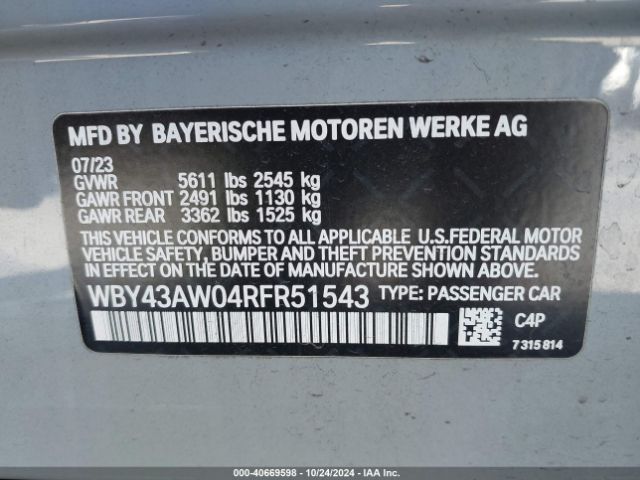 MFD BY BAYERISCHE MOTOREN WERKE AG
07/23
GVWR 5611 lbs 2545 kg
GAWR FRONT 2491 lbs 1130 kg
GAWR REAR 3362 lbs 1525 kg
THIS VEHICLE CONFORMS TO ALL APPLICABLE U.S.FEDERAL MOTOR
VEHICLE SAFETY, BUMPER AND THEFT PREVENTION STANDARDS
IN EFFECT ON THE DATE OF MANUFACTURE SHOWN ABOVE.
WBY43AW04RFR51543 TYPE: PASSENGER CAR
C4P
7315814
000-40669598 - 10/24/2024 - IAA Inc.